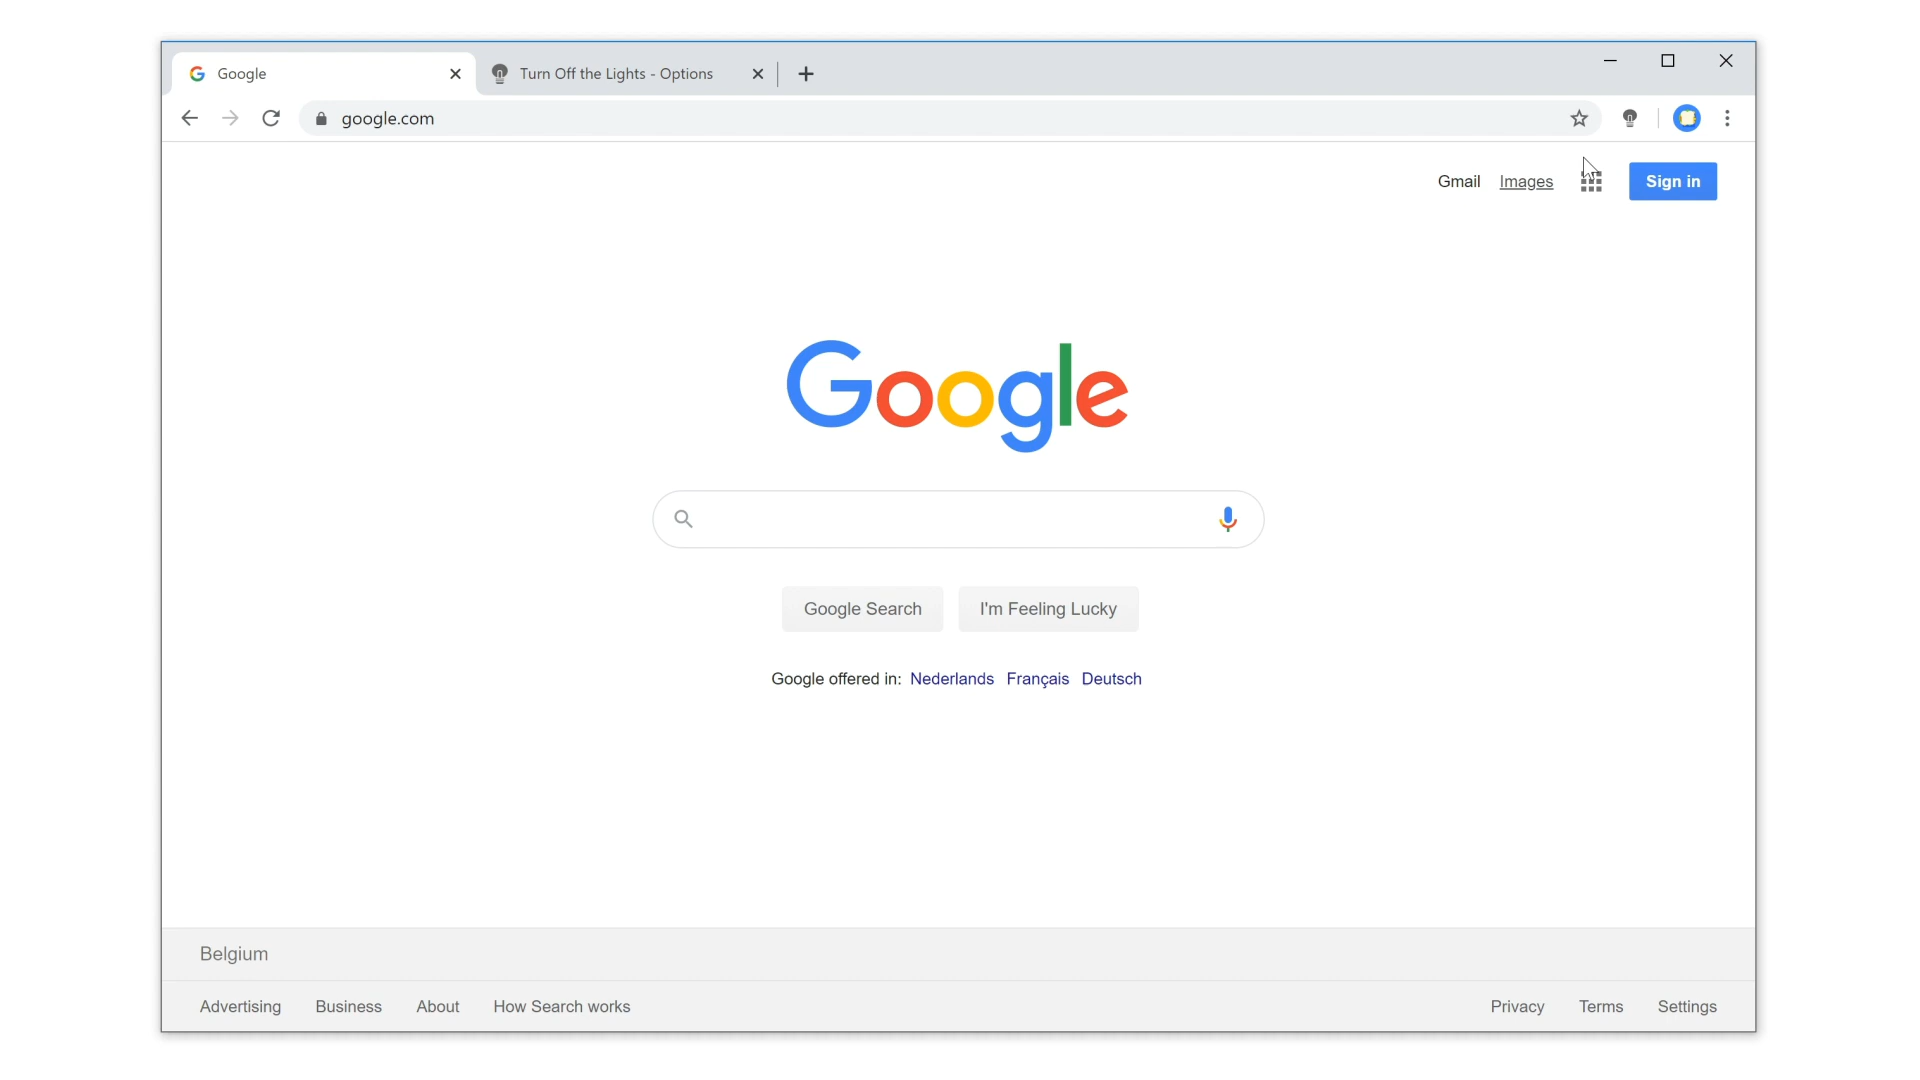 Google
Turn Off the Lights - Options
google.com
Gmail Images Sign in
Google
Google Search I'm Feeling Lucky
Google offered in: Nederlands Français Deutsch
Belgium
Advertising Business About How Search works Privacy Terms Settings